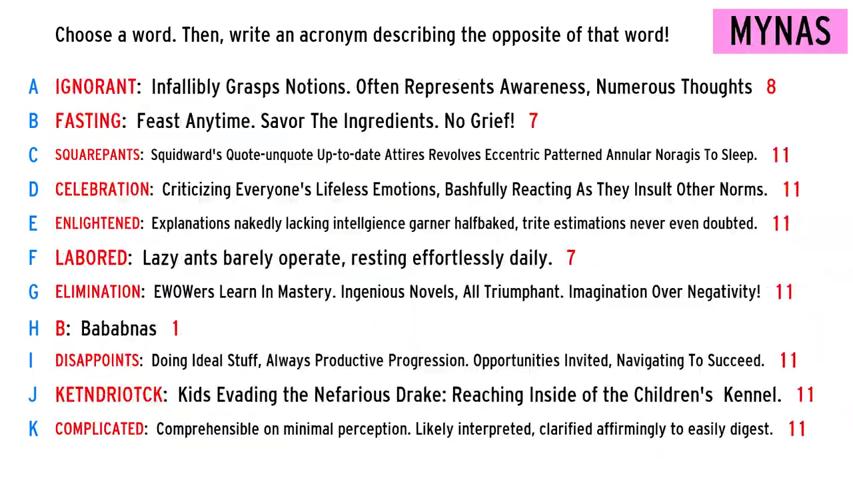 Choose a word. Then, write an acronym describing the opposite of that word!
MYNAS
A IGNORANT: Infallibly Grasps Notions. Often Represents Awareness, Numerous Thoughts 8
B FASTING: Feast Anytime. Savor The Ingredients. No Grief! 7
C SQUAREPANTS: Squidward's Quote-unquote Up-to-date Attires Revolves Eccentric Patterned Annular Noragis To Sleep. 11
D CELEBRATION: Criticizing Everyone's Lifeless Emotions, Bashfully Reacting As They Insult Other Norms. 11
E ENLIGHTENED: Explanations nakedly lacking intellgience garner halfbaked, trite estimations never even doubted. 11
F LABORED: Lazy ants barely operate, resting effortlessly daily. 7
G ELIMINATION: EWOWers Learn In Mastery. Ingenious Novels, All Triumphant. Imagination Over Negativity! 11
H B: Bababnas 1
I DISAPPOINTS: Doing Ideal Stuff, Always Productive Progression. Opportunities Invited, Navigating To Succeed. 11
J KETNDRIOTCK: Kids Evading the Nefarious Drake: Reaching Inside of the Children's Kennel. 11
K COMPLICATED: Comprehensible on minimal perception. Likely interpreted, clarified affirmingly to easily digest. 11